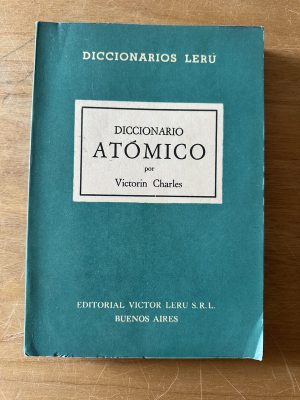 DICCIONARIOS LERÚ
DICCIONARIO
ATÓMICO
por
Victorin Charles
EDITORIAL VICTOR LERU S.R.L.
BUENOS AIRES